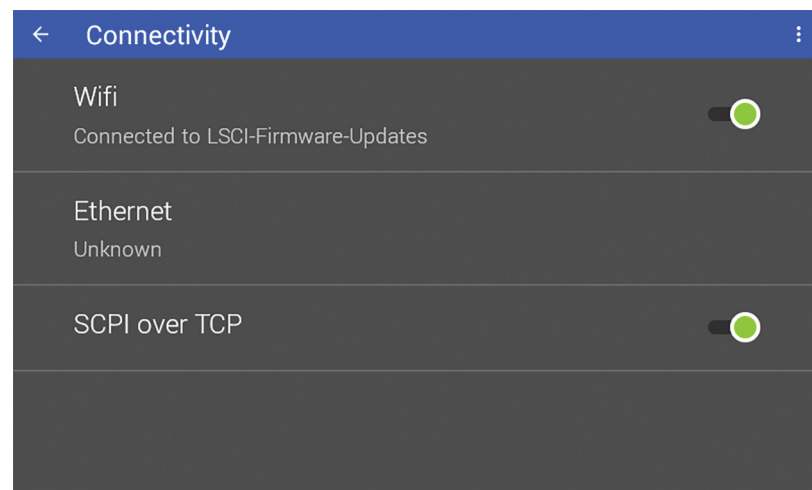 Connectivity
Wifi
Connected to LSCI-Firmware-Updates
Ethernet
Unknown
SCPI over TCP